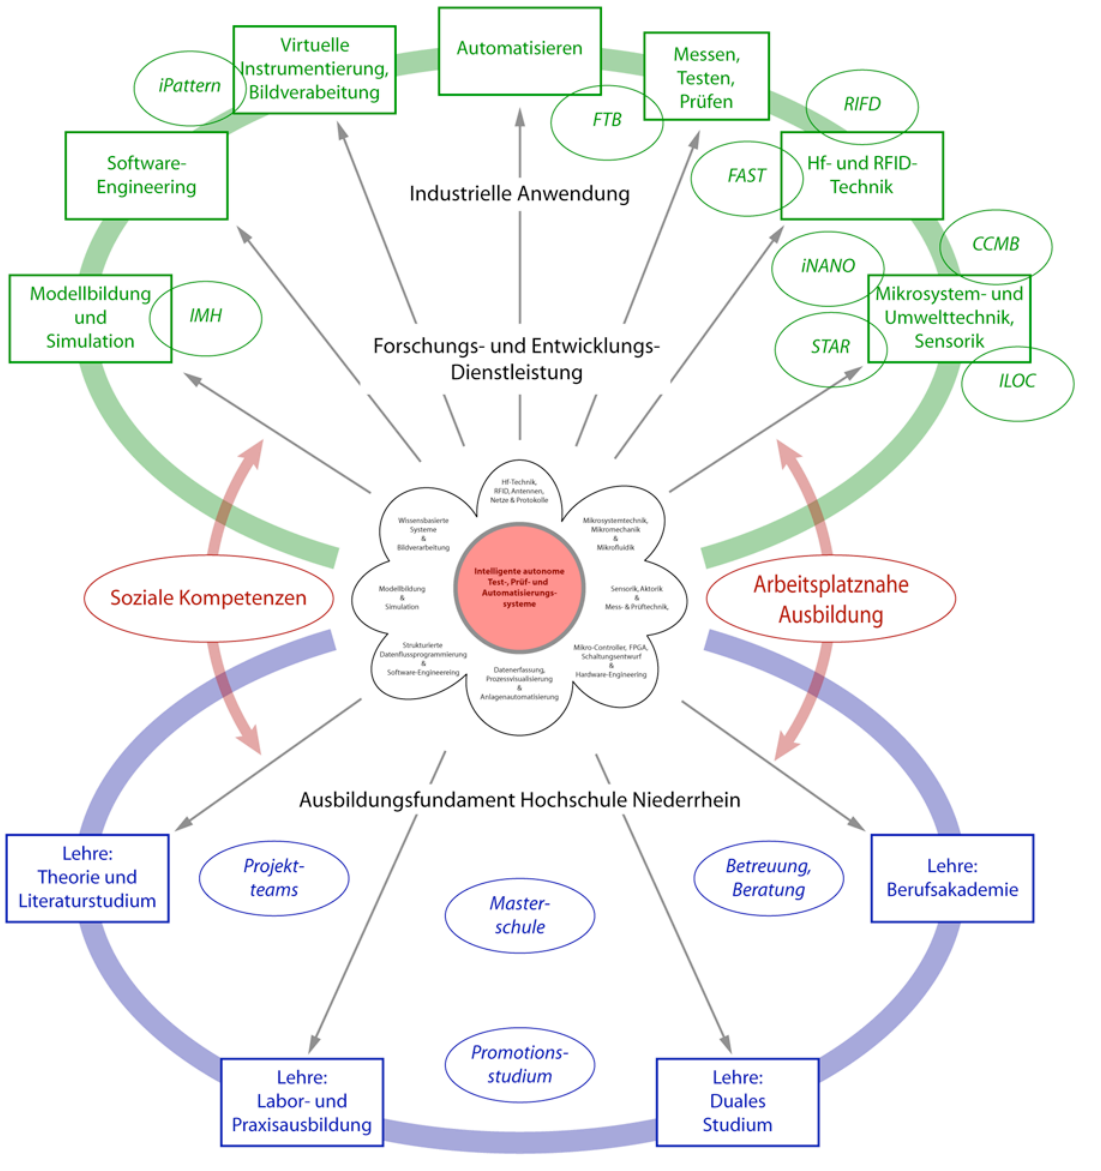 Automatisieren
Virtuelle
Instrumentierung,
Bildverabeitung
Messen,
Testen,
Prüfen
iPattern
FTB
RIFD
Software-
Engineering
FAST
Hf- und RFID-
Technik
Industrielle Anwendung
CCMB
iNANO
Modellbildung
und
Simulation
IMH
Mikrosystem- und
Umwelttechnik,
Sensorik
STAR
ILOC
Forschungs- und Entwicklungs-
Dienstleistung
Hf-Technik,
RFID, Antennen,
Netze & Protokolle
Wissensbasierte
Systeme
&
Bildverarbeitung
Mikrosystemtechnik,
Mikromechanik
&
Mikrofluidik
Intelligente autonome
Test-, Prüf- und
Automatisierungs-
systeme
Modellbildung
&
Simulation
Sensorik, Aktorik
&
Mess- & Prüftechnik,
Strukturierte
Datenflussprogrammierung
&
Software-Engineereing
Datenerfassung,
Prozessvisualisierung
&
Anlagenautomatisierung
Mikro-Controller, FPGA,
Schaltungsentwurf
&
Hardware-Engineering
Soziale Kompetenzen
Arbeitsplatznahe
Ausbildung
Ausbildungsfundament Hochschule Niederrhein
Lehre:
Theorie und
Literaturstudium
Projekt-
teams
Master-
schule
Betreuung,
Beratung
Lehre:
Berufsakademie
Promotions-
studium
Lehre:
Labor- und
Praxisausbildung
Lehre:
Duales
Studium